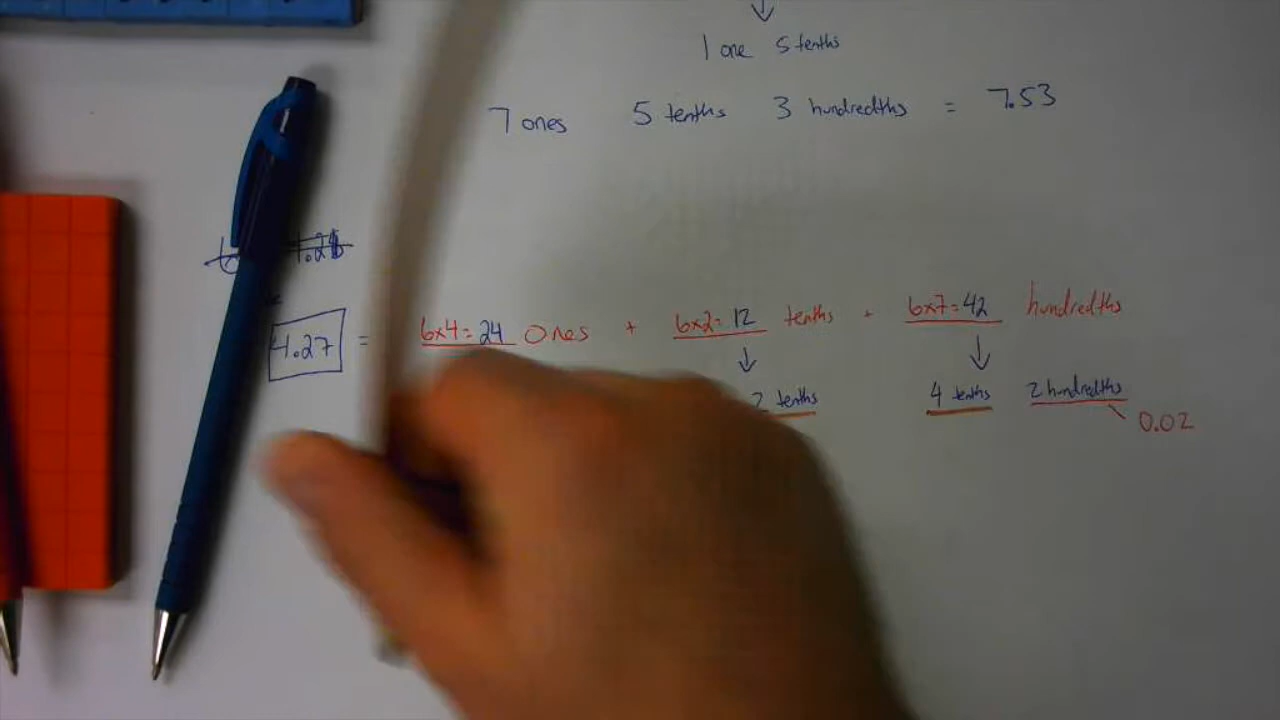 1 one 5 tenths
7 ones 5 tenths 3 hundredths = 7.53
4.27 = 6x4=24 Ones + 6x2=12 tenths + 6x7=42 hundredths
2 tenths 4 tenths 2 hundredths
0.02